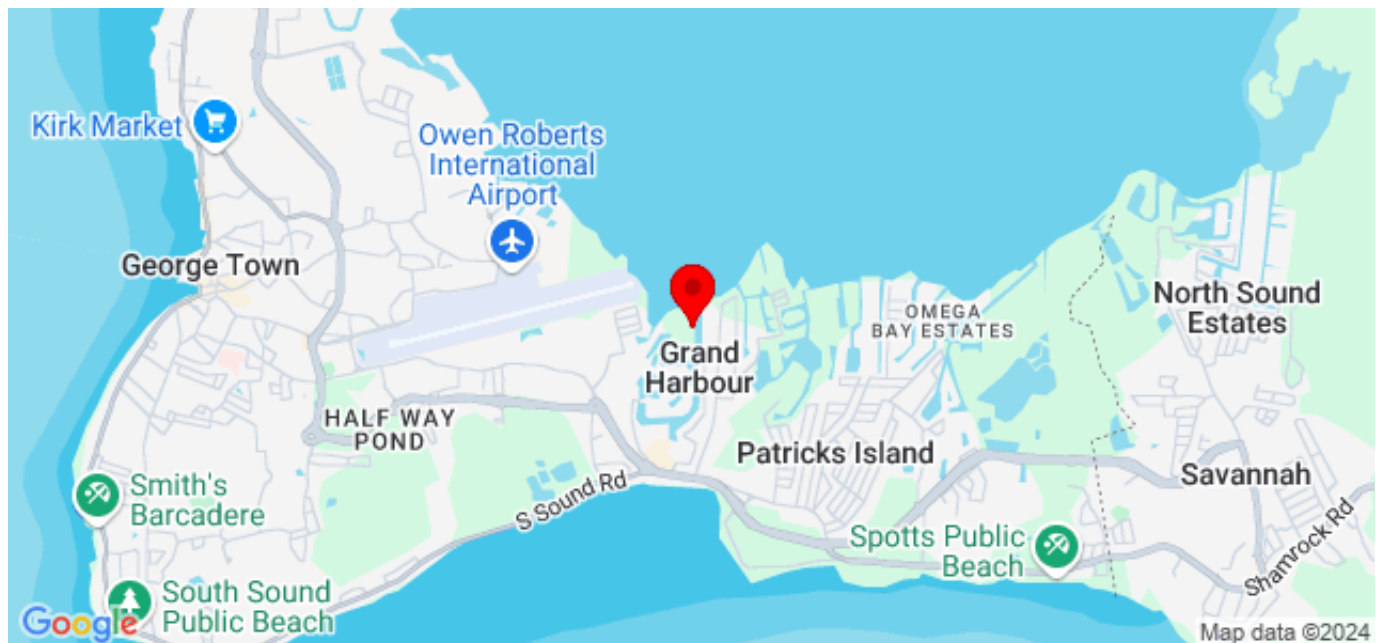 Kirk Market
Owen Roberts
International
Airport
George Town
North Sound
Estates
OMEGA
BAY ESTATES
Grand
Harbour
HALF WAY
POND
Patricks Island
Savannah
Smith's
Barcadere
S Sound Rd
Spotts Public
Beach
Shamrock Rd
South Sound
Public Beach
Google
Map data ©2024